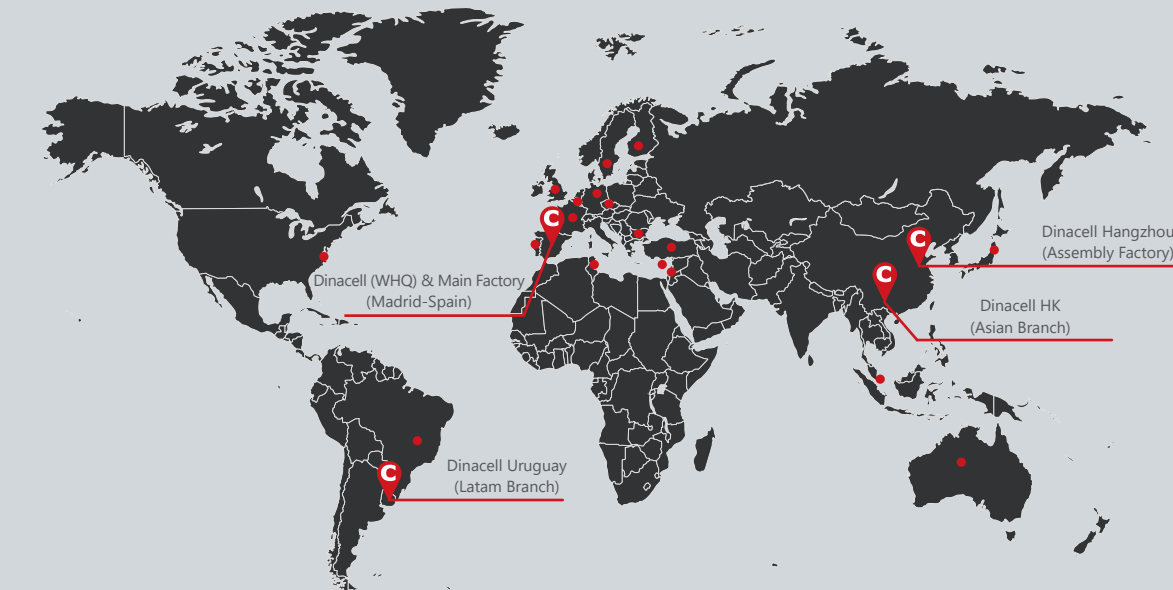 C
C
C
Dinacell Hangzhou
(Assembly Factory)
Dinacell (WHQ) & Main Factory
(Madrid-Spain)
Dinacell HK
(Asian Branch)
C
Dinacell Uruguay
(Latam Branch)